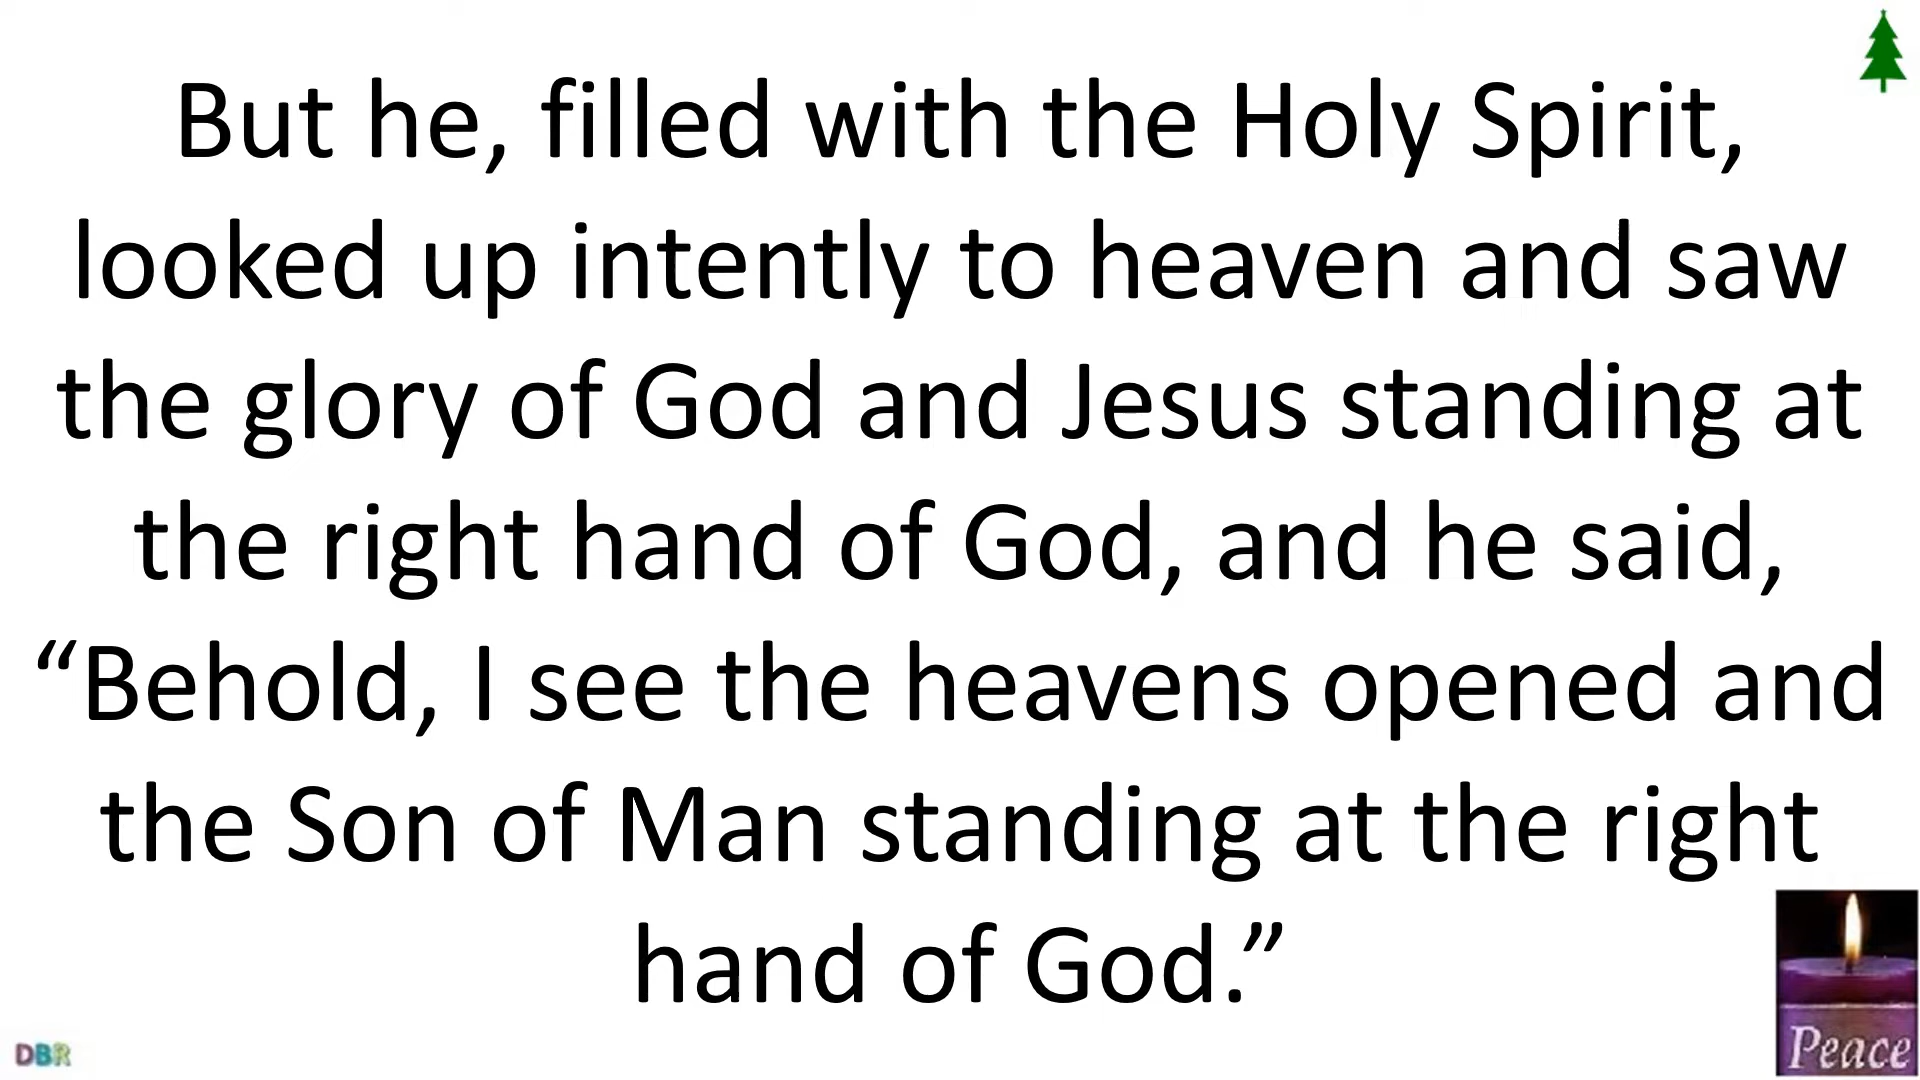 But he, filled with the Holy Spirit,
looked up intently to heaven and saw
the glory of God and Jesus standing at
the right hand of God, and he said,
“Behold, I see the heavens opened and
the Son of Man standing at the right
hand of God.”
DBR
Peace